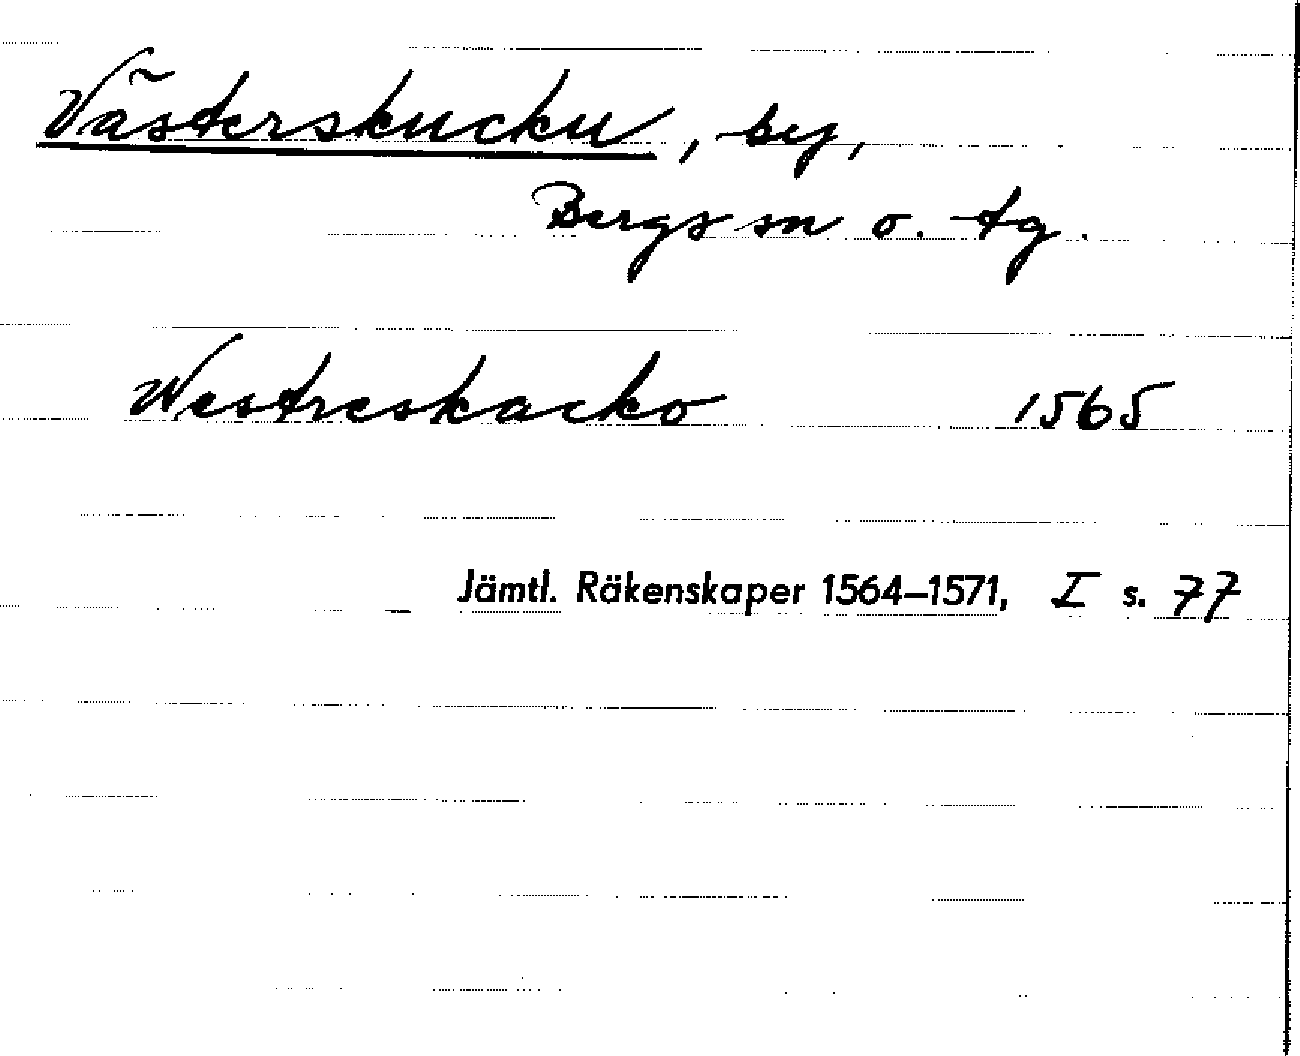 Västerskucku, by,
Bergs sn o. tg.
Westreskacko 1565
Jämtl. Räkenskaper 1564–1571, I s. 77